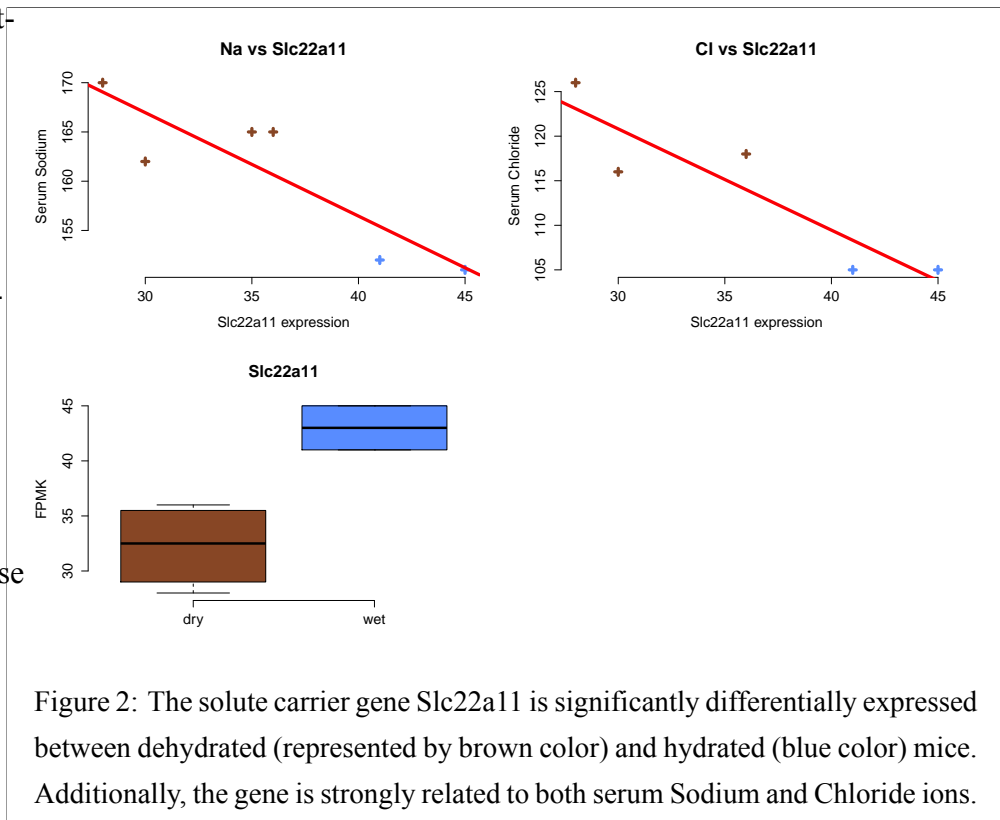 t-
Na vs Slc22a11
Serum Sodium
170
165
160
155
30 35 40 45
Slc22a11 expression
Cl vs Slc22a11
Serum Chloride
125
120
115
110
105
30 35 40 45
Slc22a11 expression
Slc22a11
FPMK
45
40
35
30
dry wet
se
Figure 2: The solute carrier gene Slc22a11 is significantly differentially expressed
between dehydrated (represented by brown color) and hydrated (blue color) mice.
Additionally, the gene is strongly related to both serum Sodium and Chloride ions.